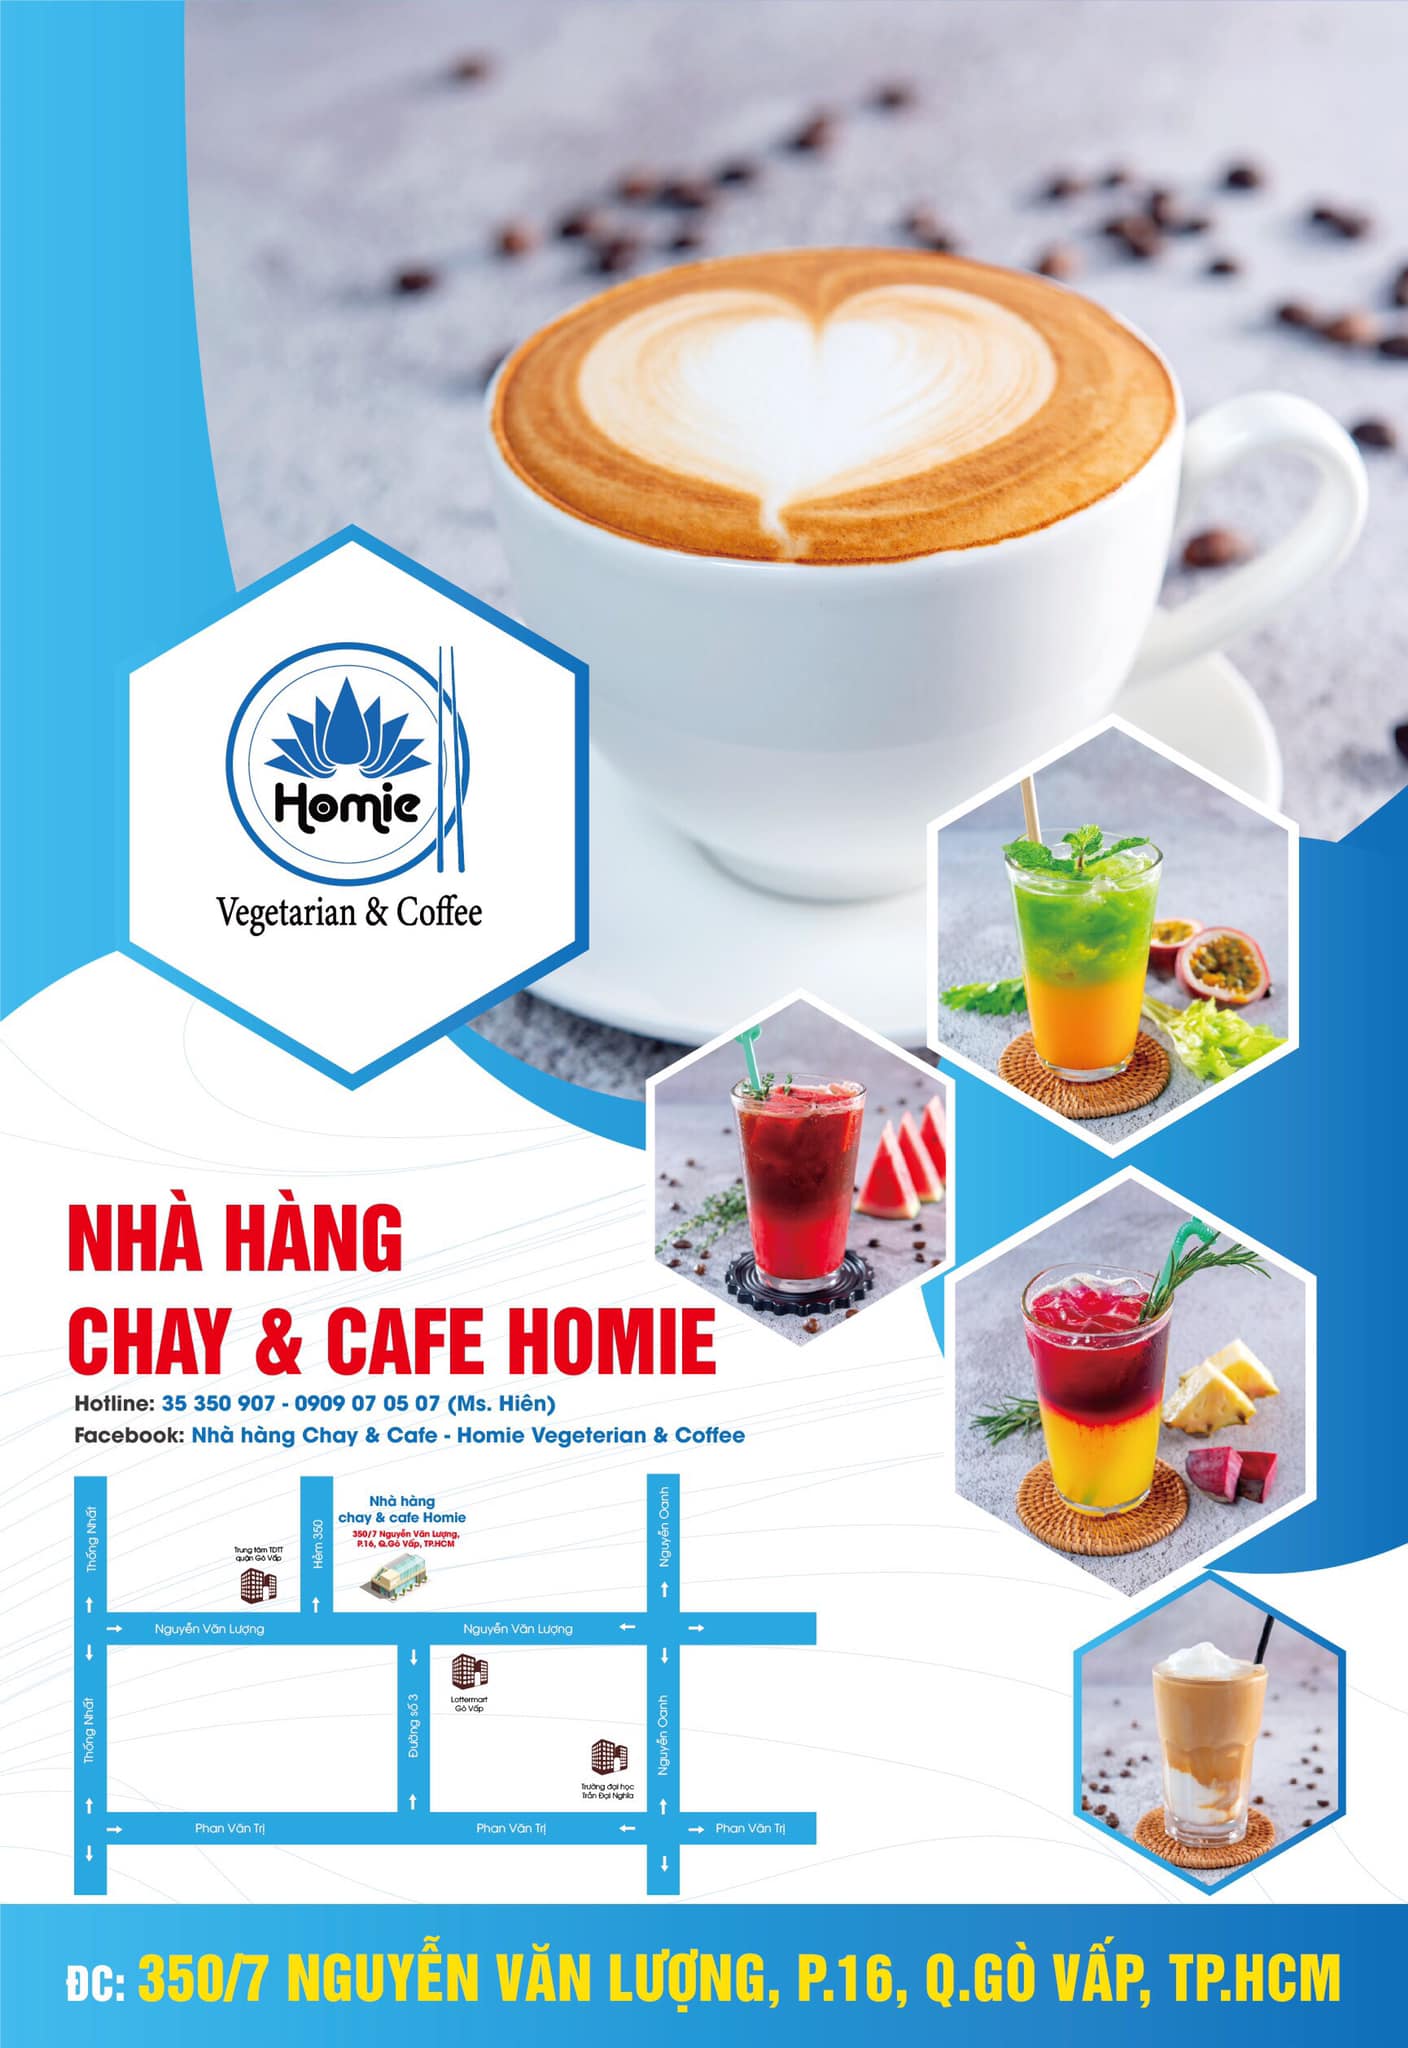 Homie
Vegetarian & Coffee
NHÀ HÀNG
CHAY & CAFE HOMIE
Hotline: 35 350 907 - 0909 07 05 07 (Ms. Hiên)
Facebook: Nhà hàng Chay & Cafe - Homie Vegeterian & Coffee
Thống Nhất
Trung tâm TDTT
quận Gò Vấp
Hẻm 350
Nhà hàng
chay & cafe Homie
350/7 Nguyễn Văn Lượng,
P.16, Q.Gò Vấp, TP.HCM
Nguyễn Oanh
Nguyễn Văn Lượng
Nguyễn Văn Lượng
Thống Nhất
Đường số 3
Lottermart
Gò Vấp
Nguyễn Oanh
Trường đại học
Trần Đại Nghĩa
Phan Văn Trị
Phan Văn Trị
Phan Văn Trị
ĐC: 350/7 NGUYỄN VĂN LƯỢNG, P.16, Q.GÒ VẤP, TP.HCM